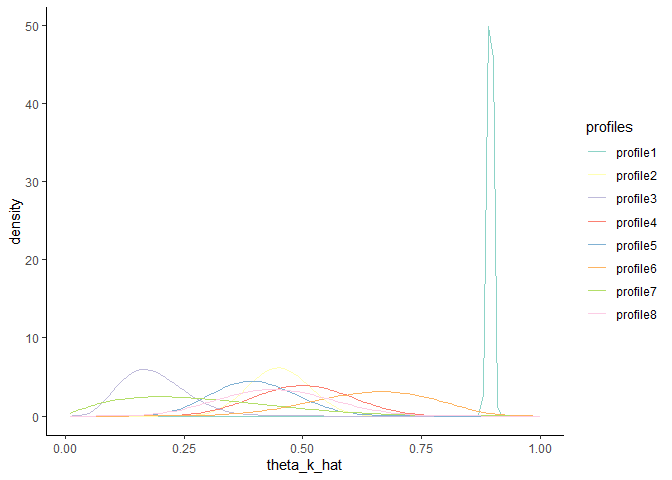 50
40
30
20
10
0
density
0.00
0.25
0.50
0.75
1.00
theta_k_hat
profiles
profile1
profile2
profile3
profile4
profile5
profile6
profile7
profile8